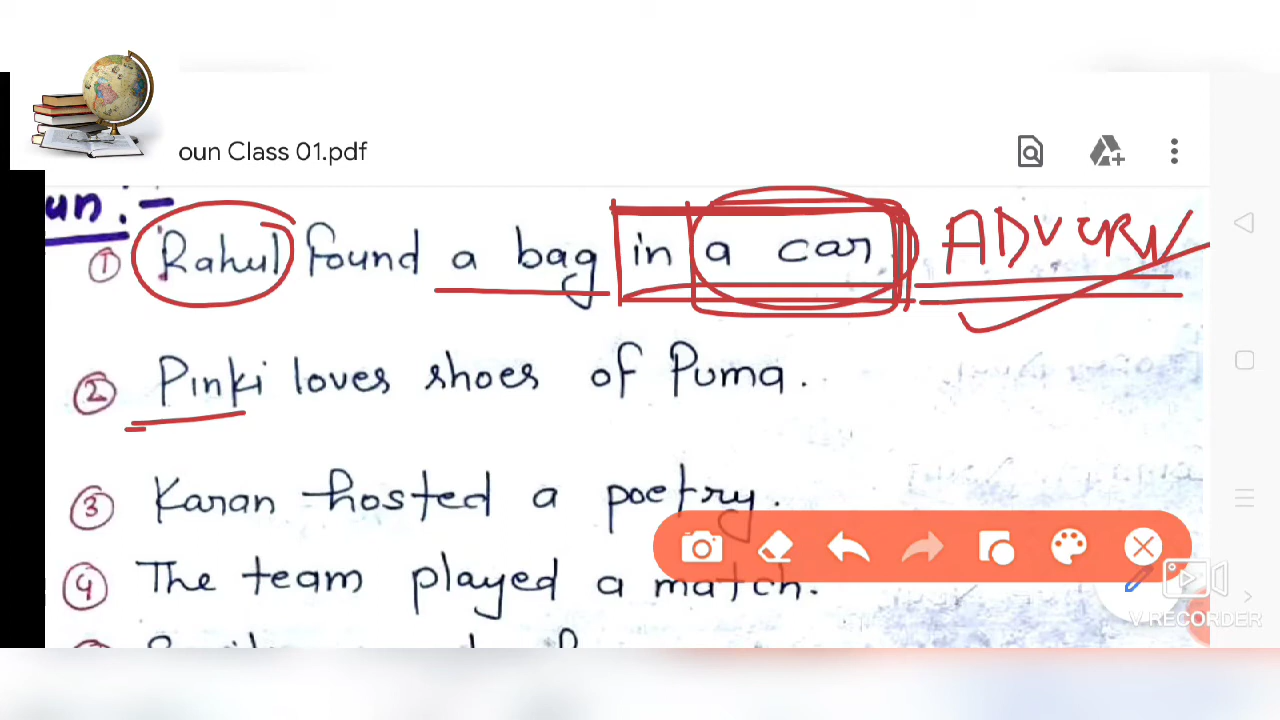 oun Class 01.pdf
un :-
① Rahul found a bag in a car. ADVERV
② Pinki loves shoes of Puma.
③ Karan hosted a poetry.
④ The team played a match.
V RECORDER